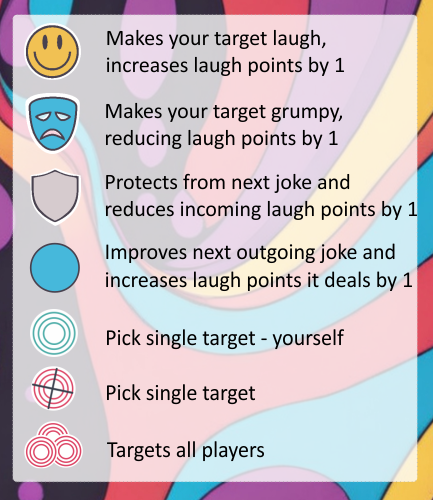 Makes your target laugh,
increases laugh points by 1
Makes your target grumpy,
reducing laugh points by 1
Protects from next joke and
reduces incoming laugh points by 1
Improves next outgoing joke and
increases laugh points it deals by 1
Pick single target - yourself
Pick single target
Targets all players